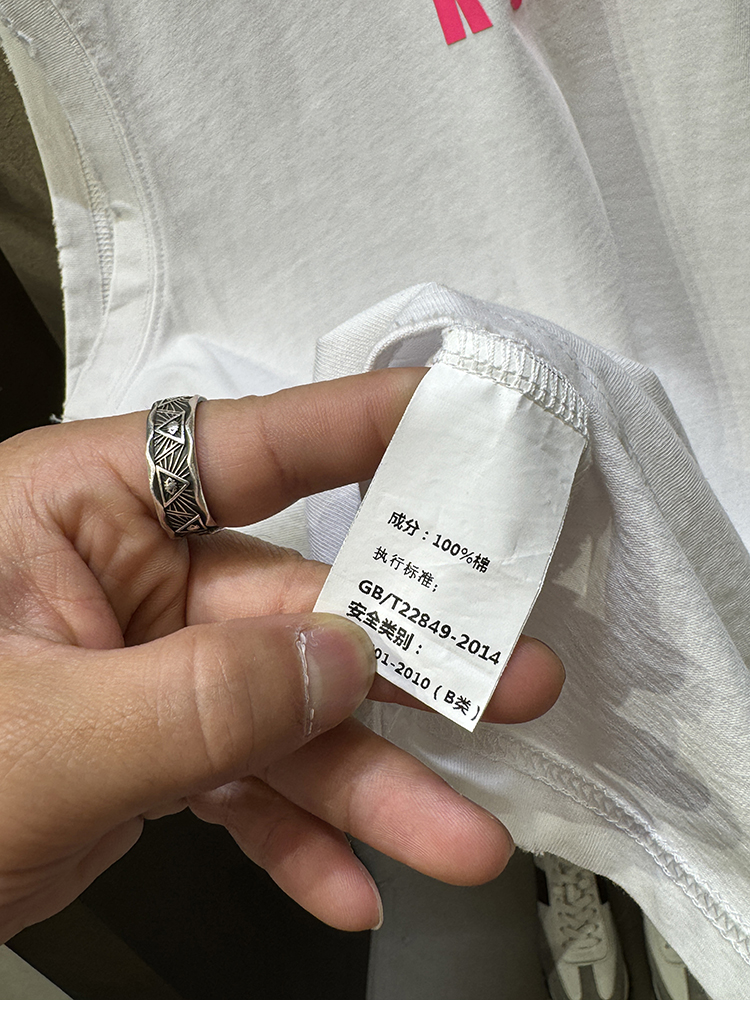 成分：100%棉
执行标准；
GB/T22849-2014
安全类别：
01-2010（B类）